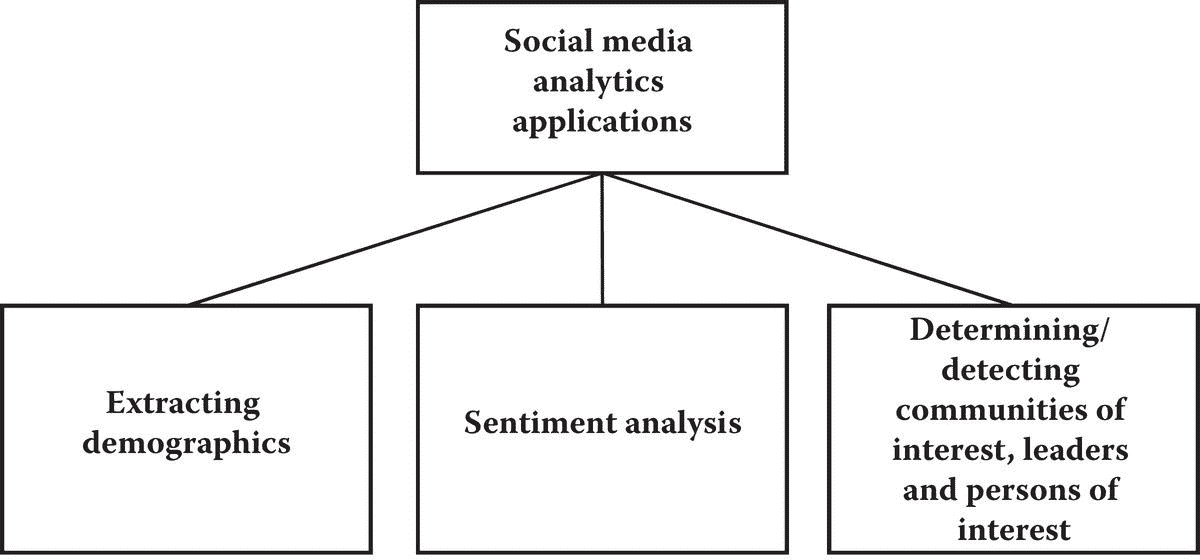 Social media
analytics
applications
Extracting
demographics
Sentiment analysis
Determining/
detecting
communities of
interest, leaders
and persons of
interest